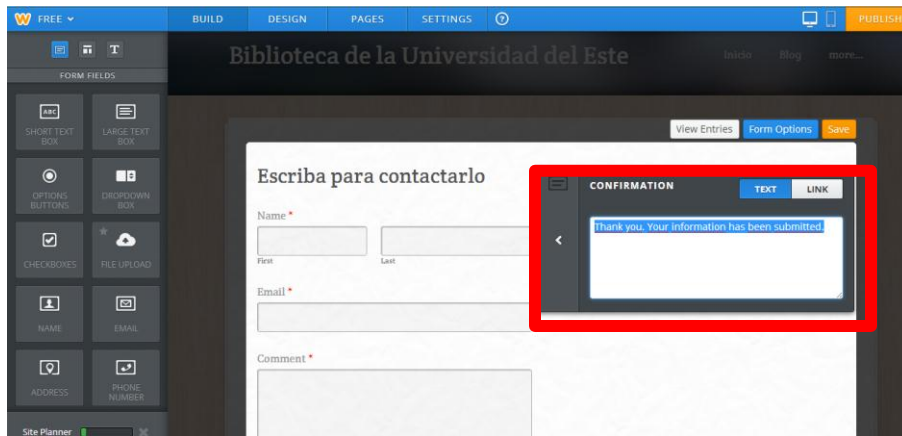 FREE
BUILD
DESIGN
PAGES
SETTINGS
?
PUBLISH
FORM FIELDS
T
ABC
SHORT TEXT
BOX
LARGE TEXT
BOX
OPTIONS
BUTTONS
DROPDOWN
BOX
CHECKBOXES
FILE UPLOAD
NAME
EMAIL
ADDRESS
PHONE
NUMBER
Site Planner
Biblioteca de la Universidad del Este
Inicio
Blog
more...
View Entries
Form Options
Save
Escriba para contactarlo
Name *
First
Last
Email *
Comment *
CONFIRMATION
TEXT
LINK
Thank you. Your information has been submitted.